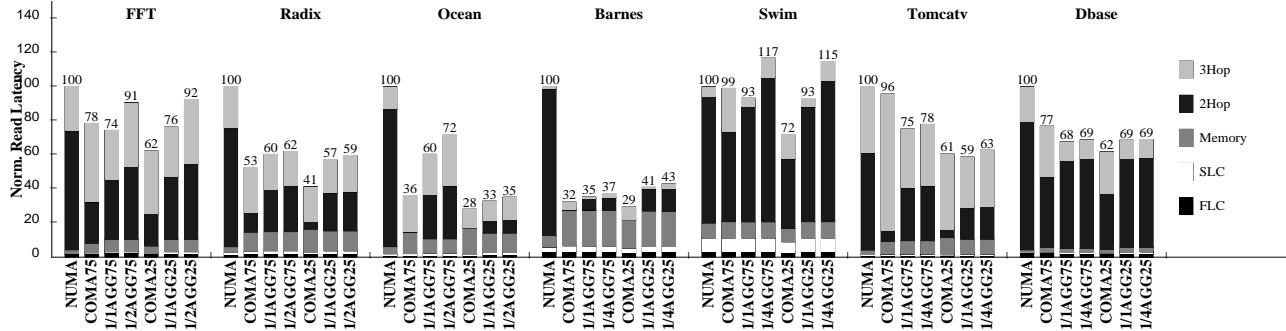 FFT Radix Ocean Barnes Swim Tomcatv Dbase
Norm. Read Latency
140
120
100
80
60
40
20
0
100 78 74 91 62 76 92
100 53 60 62 41 57 59
100 36 60 72 28 33 35
100 32 35 37 29 41 43
100 99 93 117 72 93 115
100 96 75 78 61 59 63
100 77 68 69 62 69 69
3Hop
2Hop
Memory
SLC
FLC
NUMA COMA75 1/1AGG75 1/2AGG75 COMA25 1/1AGG25 1/2AGG25
NUMA COMA75 1/1AGG75 1/2AGG75 COMA25 1/1AGG25 1/2AGG25
NUMA COMA75 1/1AGG75 1/2AGG75 COMA25 1/1AGG25 1/2AGG25
NUMA COMA75 1/1AGG75 1/4AGG75 COMA25 1/1AGG25 1/4AGG25
NUMA COMA75 1/1AGG75 1/4AGG75 COMA25 1/1AGG25 1/4AGG25
NUMA COMA75 1/1AGG75 1/4AGG75 COMA25 1/1AGG25 1/4AGG25
NUMA COMA75 1/1AGG75 1/4AGG75 COMA25 1/1AGG25 1/4AGG25